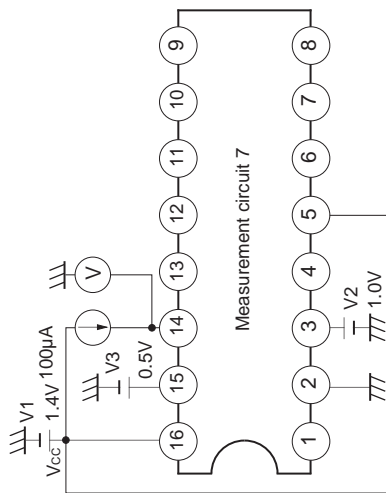 V1
VCC 1.4V 100µA
V
V3
0.5V
16 15 14 13 12 11 10 9
Measurement circuit 7
1 2 3 4 5 6 7 8
V2
1.0V